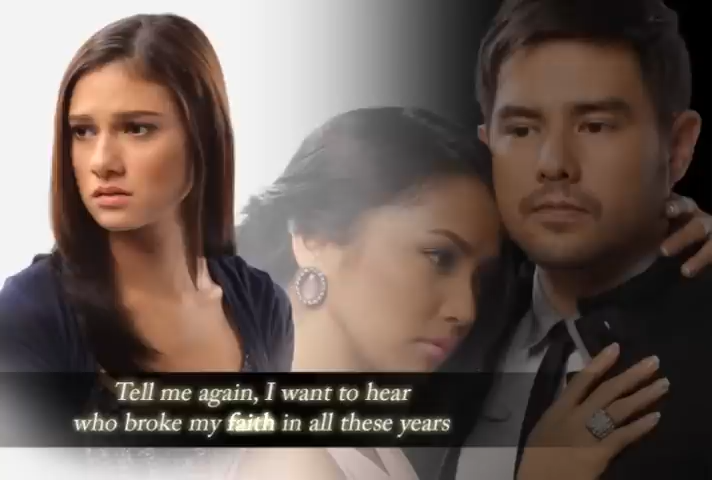 Tell me again, I want to hear
who broke my faith in all these years